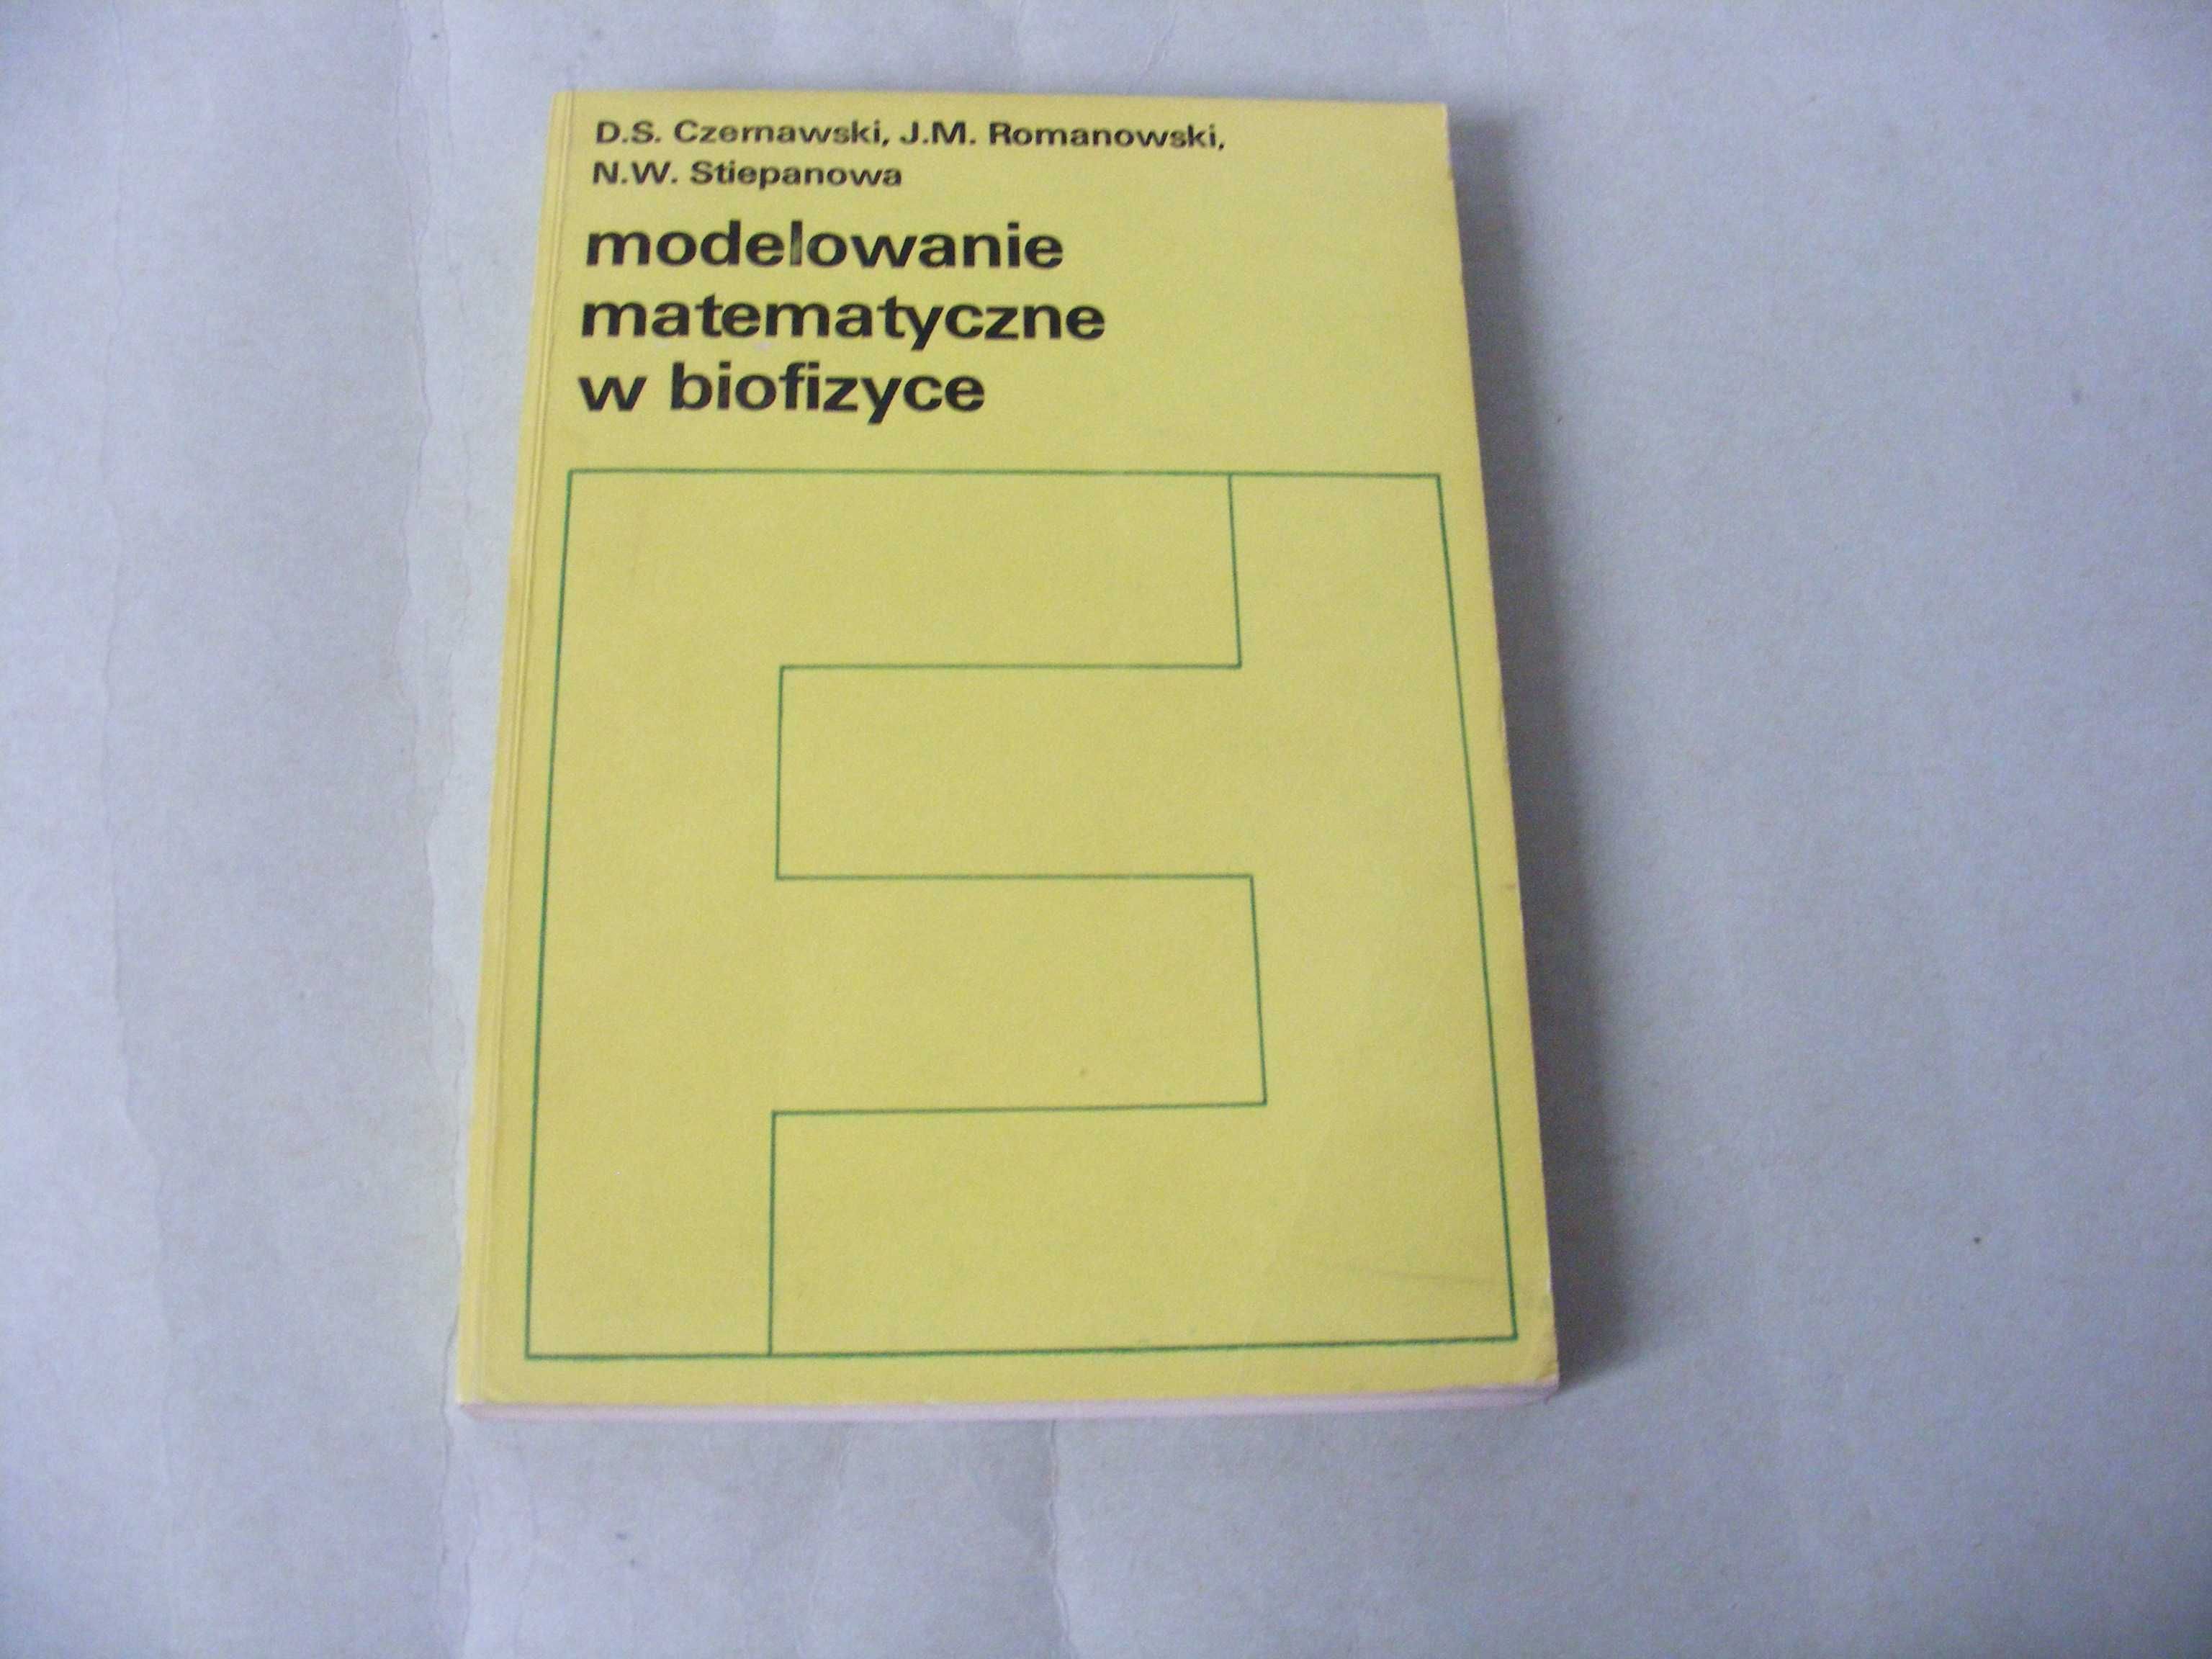 D.S. Czernawski, J.M. Romanowski,
N.W. Stiepanowa
modelowanie
matematyczne
w biofizyce